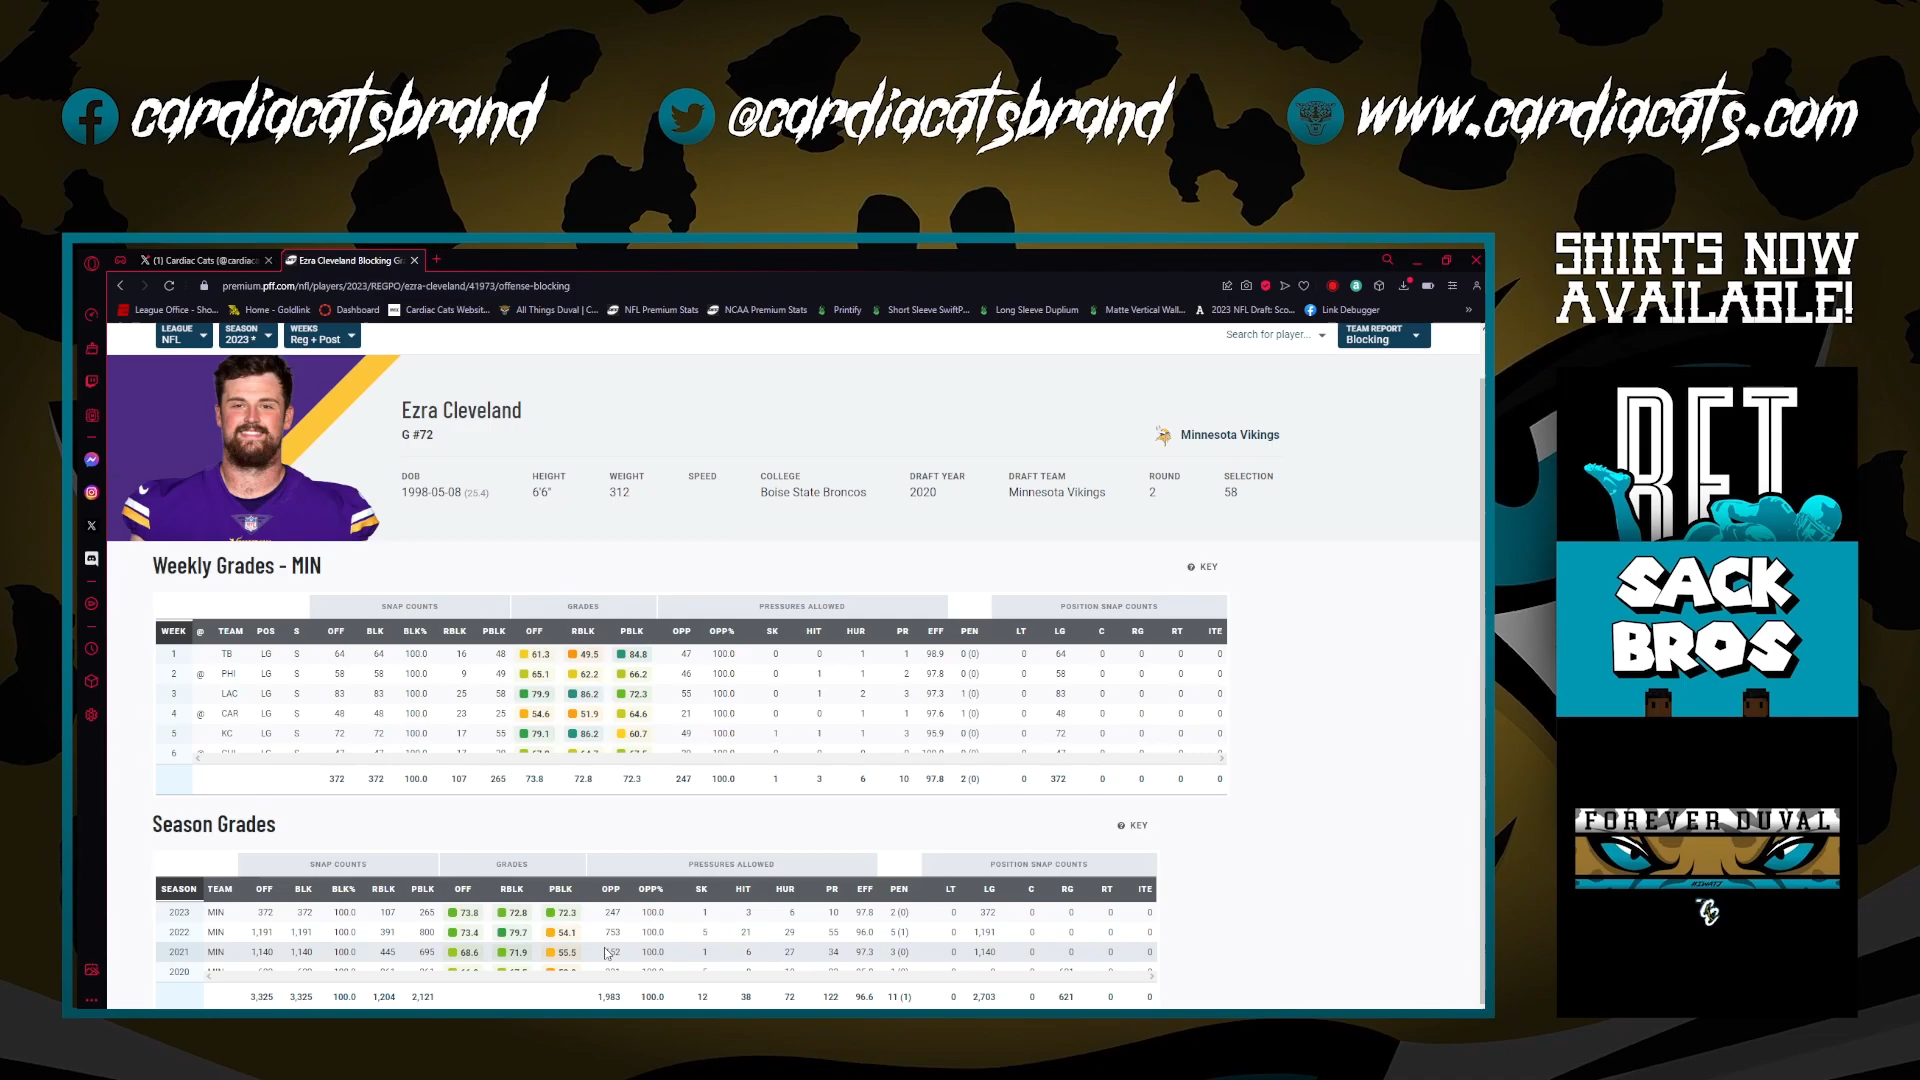 cardiacatsbrand @cardiacatsbrand www.cardiacats.com
SHIRTS NOW
AVAILABLE!
(1) Cardiac Cats (@cardiac Ezra Cleveland Blocking Gr
premium.pff.com/nfl/players/2023/REGPO/ezra-cleveland/41973/offense-blocking
League Office - Sho... Home - Goldlink Dashboard Cardiac Cats Websit... All Things Duval | C... NFL Premium Stats NCAA Premium Stats Printify Short Sleeve SwiftP... Long Sleeve Duplium Matte Vertical Wall... 2023 NFL Draft: Sco... Link Debugger
LEAGUE SEASON WEEKS TEAM REPORT
NFL 2023 * Reg + Post Search for player... Blocking
Ezra Cleveland
G #72 Minnesota Vikings
DOB HEIGHT WEIGHT SPEED COLLEGE DRAFT YEAR DRAFT TEAM ROUND SELECTION
1998-05-08 (25.4) 6'6" 312 Boise State Broncos 2020 Minnesota Vikings 2 58
Weekly Grades - MIN KEY
SNAP COUNTS GRADES PRESSURES ALLOWED POSITION SNAP COUNTS
WEEK @ TEAM POS S OFF BLK BLK% RBLK PBLK OFF RBLK PBLK OPP OPP% SK HIT HUR PR EFF PEN LT LG C RG RT ITE
1 TB LG S 64 64 100.0 16 48 61.3 49.5 84.8 47 100.0 0 0 1 1 98.9 0 (0) 0 64 0 0 0 0
2 @ PHI LG S 58 58 100.0 9 49 65.1 62.2 66.2 46 100.0 0 1 1 2 97.8 0 (0) 0 58 0 0 0 0
3 LAC LG S 83 83 100.0 25 58 79.9 86.2 72.3 55 100.0 0 1 2 3 97.3 1 (0) 0 83 0 0 0 0
4 @ CAR LG S 48 48 100.0 23 25 54.6 51.9 64.6 21 100.0 0 0 1 1 97.6 1 (0) 0 48 0 0 0 0
5 KC LG S 72 72 100.0 17 55 79.1 86.2 60.7 49 100.0 1 1 1 3 95.9 0 (0) 0 72 0 0 0 0
6
372 372 100.0 107 265 73.8 72.8 72.3 247 100.0 1 3 6 10 97.8 2 (0) 0 372 0 0 0 0
Season Grades KEY
SNAP COUNTS GRADES PRESSURES ALLOWED POSITION SNAP COUNTS
SEASON TEAM OFF BLK BLK% RBLK PBLK OFF RBLK PBLK OPP OPP% SK HIT HUR PR EFF PEN LT LG C RG RT ITE
2023 MIN 372 372 100.0 107 265 73.8 72.8 72.3 247 100.0 1 3 6 10 97.8 2 (0) 0 372 0 0 0 0
2022 MIN 1,191 1,191 100.0 391 800 73.4 79.7 54.1 753 100.0 5 21 29 55 96.0 5 (1) 0 1,191 0 0 0 0
2021 MIN 1,140 1,140 100.0 445 695 68.6 71.9 55.5 100.0 1 6 27 34 97.3 3 (0) 0 1,140 0 0 0 0
2020 MIN
3,325 3,325 100.0 1,204 2,121 1,983 100.0 12 38 72 122 96.6 11 (1) 0 2,703 0 621 0 0
SACK
BROS
FOREVER DUVAL